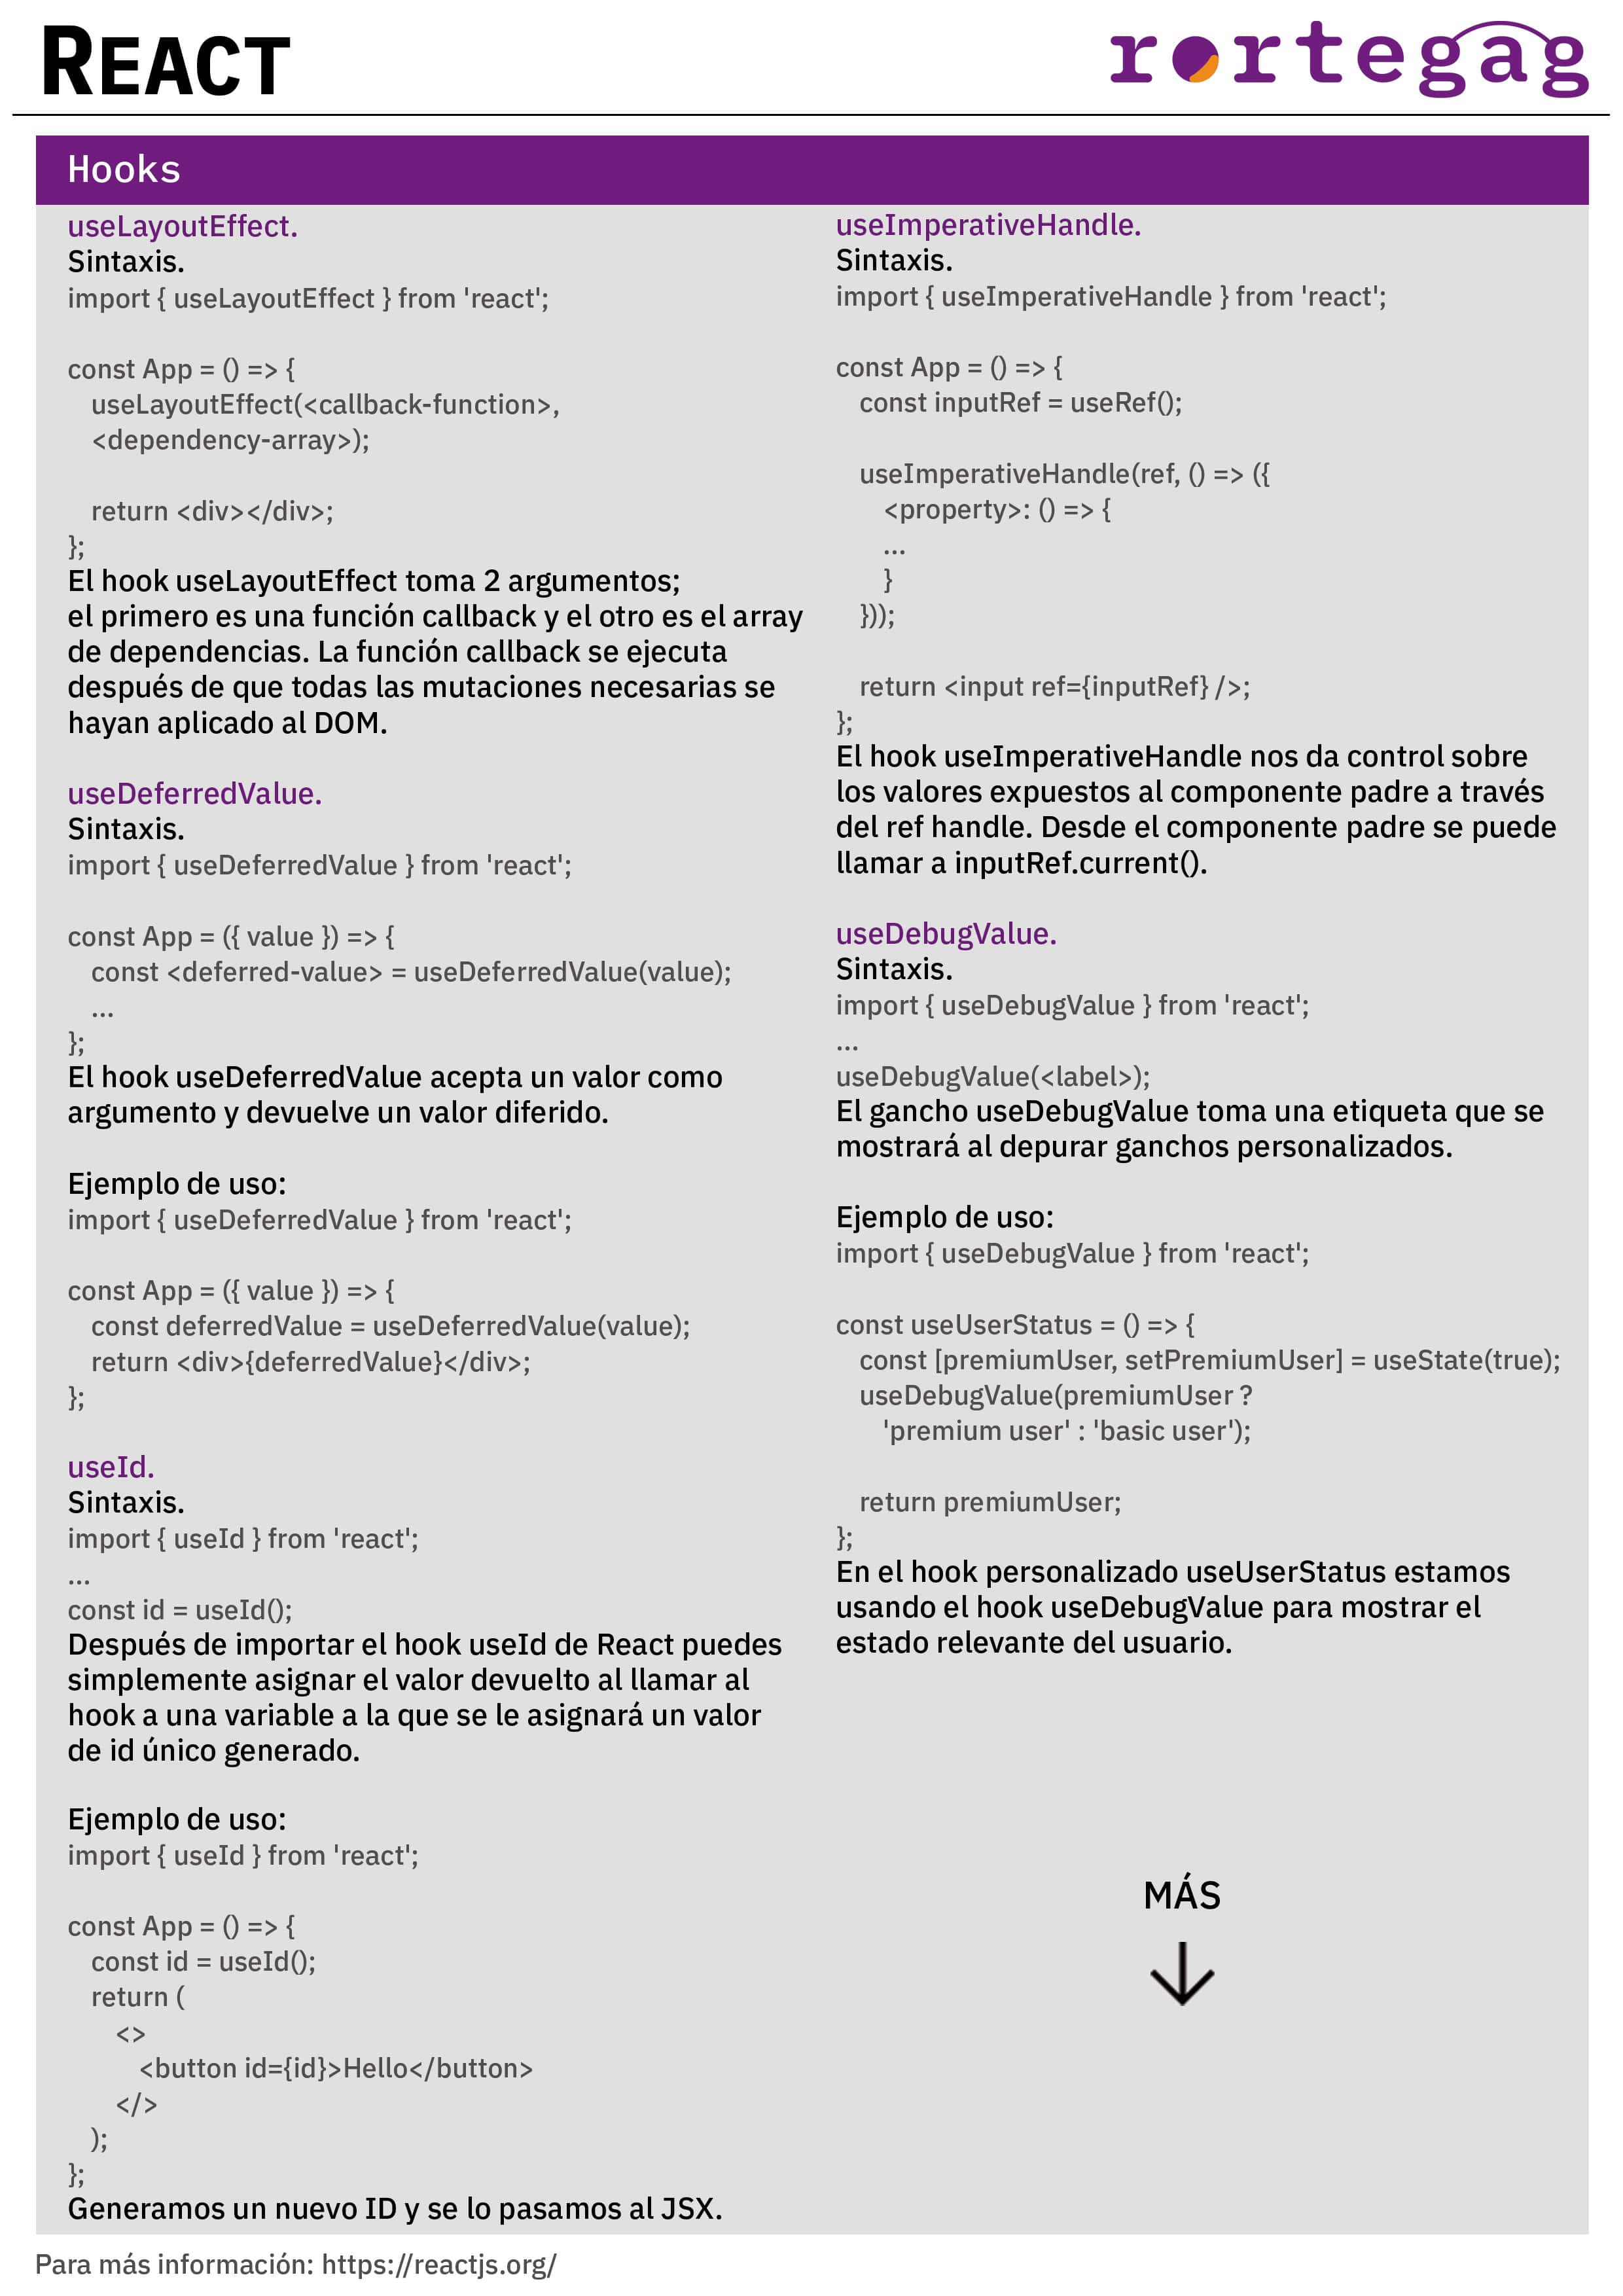 REACT
rortegag
Hooks
useLayoutEffect.
Sintaxis.
import { useLayoutEffect } from 'react';
const App = () => {
useLayoutEffect(<callback-function>,
<dependency-array>);
return <div></div>;
};
El hook useLayoutEffect toma 2 argumentos;
el primero es una función callback y el otro es el array
de dependencias. La función callback se ejecuta
después de que todas las mutaciones necesarias se
hayan aplicado al DOM.
useDeferredValue.
Sintaxis.
import { useDeferredValue } from 'react';
const App = ({ value }) => {
const <deferred-value> = useDeferredValue(value);
...
};
El hook useDeferredValue acepta un valor como
argumento y devuelve un valor diferido.
Ejemplo de uso:
import { useDeferredValue } from 'react';
const App = ({ value }) => {
const deferredValue = useDeferredValue(value);
return <div>{deferredValue}</div>;
};
useId.
Sintaxis.
import { useId } from 'react';
...
const id = useId();
Después de importar el hook useId de React puedes
simplemente asignar el valor devuelto al llamar al
hook a una variable a la que se le asignará un valor
de id único generado.
Ejemplo de uso:
import { useId } from 'react';
const App = () => {
const id = useId();
return (
<>
<button id={id}>Hello</button>
</>
);
};
Generamos un nuevo ID y se lo pasamos al JSX.
useImperativeHandle.
Sintaxis.
import { useImperativeHandle } from 'react';
const App = () => {
const inputRef = useRef();
useImperativeHandle(ref, () => ({
<property>: () => {
...
}
}));
return <input ref={inputRef} />;
};
El hook useImperativeHandle nos da control sobre
los valores expuestos al componente padre a través
del ref handle. Desde el componente padre se puede
llamar a inputRef.current().
useDebugValue.
Sintaxis.
import { useDebugValue } from 'react';
...
useDebugValue(<label>);
El gancho useDebugValue toma una etiqueta que se
mostrará al depurar ganchos personalizados.
Ejemplo de uso:
import { useDebugValue } from 'react';
const useUserStatus = () => {
const [premiumUser, setPremiumUser] = useState(true);
useDebugValue(premiumUser ?
'premium user' : 'basic user');
return premiumUser;
};
En el hook personalizado useUserStatus estamos
usando el hook useDebugValue para mostrar el
estado relevante del usuario.
MÁS
Para más información: https://reactjs.org/